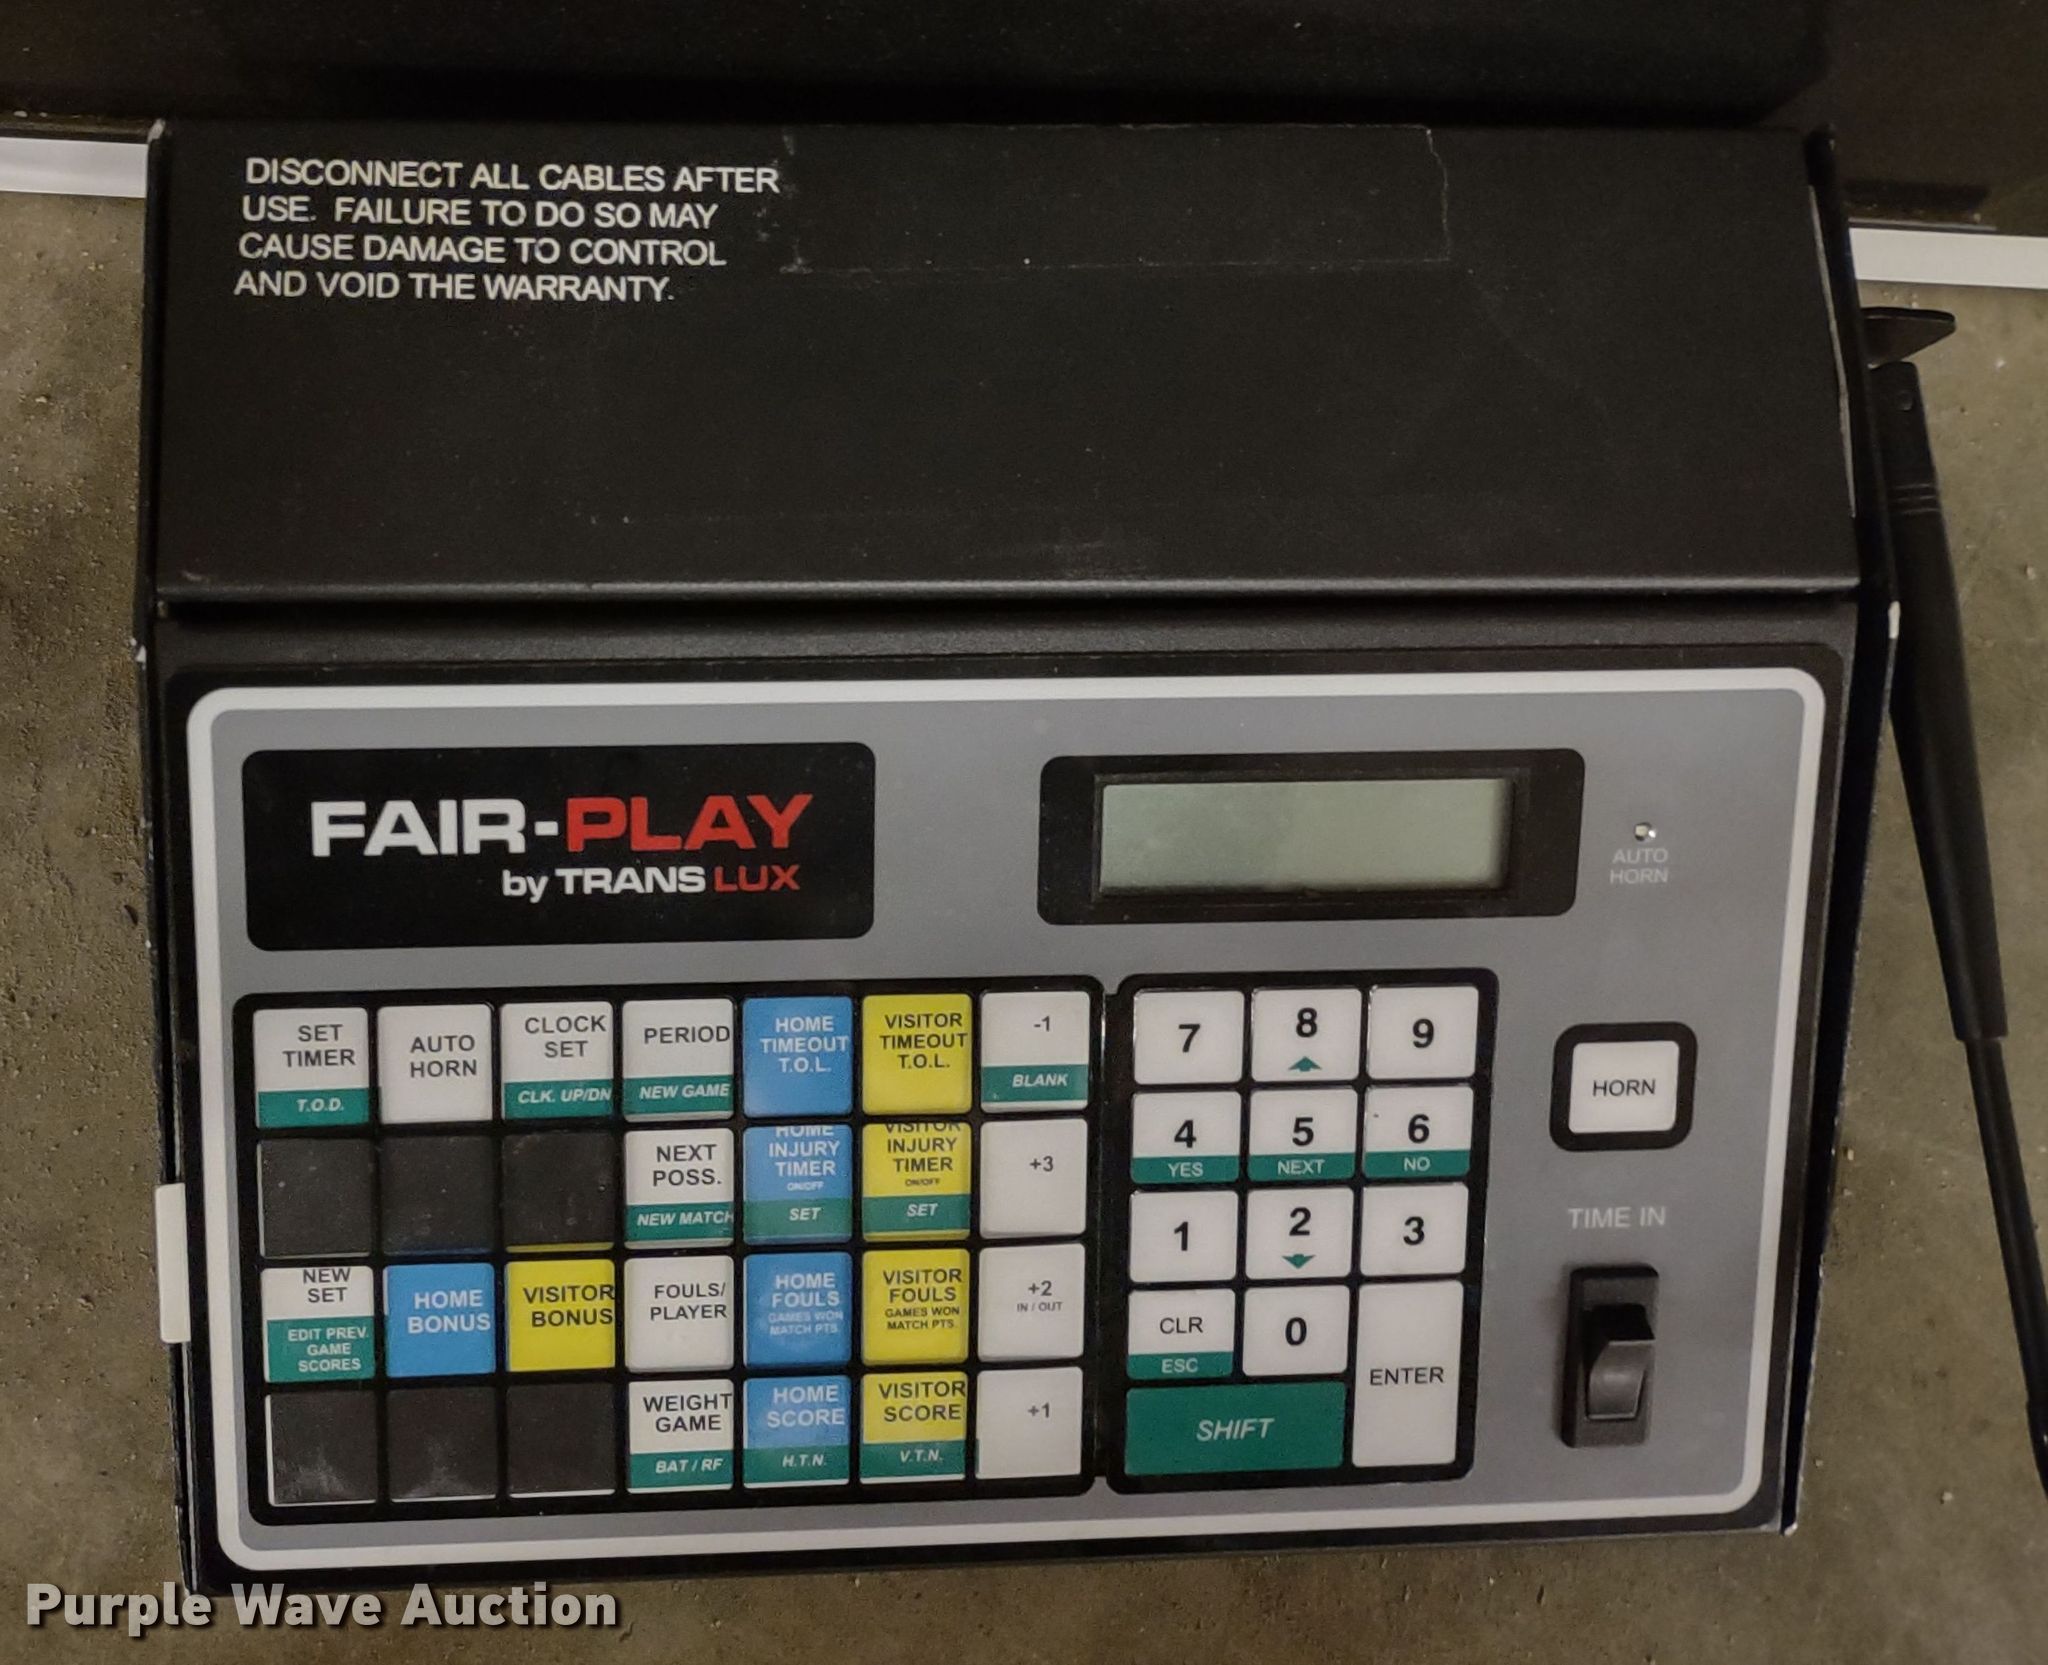 DISCONNECT ALL CABLES AFTER
USE. FAILURE TO DO SO MAY
CAUSE DAMAGE TO CONTROL
AND VOID THE WARRANTY.
FAIR-PLAY
by TRANS LUX
AUTO
HORN
SET
TIMER
T.O.D.
AUTO
HORN
CLOCK
SET
CLK. UP/DN
PERIOD
NEW GAME
HOME
TIMEOUT
T.O.L.
VISITOR
TIMEOUT
T.O.L.
-1
BLANK
NEXT
POSS.
NEW MATCH
HOME
INJURY
TIMER
ON/OFF
SET
VISITOR
INJURY
TIMER
ON/OFF
SET
+3
NEW
SET
EDIT PREV.
GAME
SCORES
HOME
BONUS
VISITOR
BONUS
FOULS/
PLAYER
HOME
FOULS
GAMES WON
MATCH PTS.
VISITOR
FOULS
GAMES WON
MATCH PTS.
+2
IN / OUT
WEIGHT
GAME
BAT / RF
HOME
SCORE
H.T.N.
VISITOR
SCORE
V.T.N.
+1
7
8
9
4
YES
5
NEXT
6
NO
1
2
3
CLR
ESC
0
ENTER
SHIFT
HORN
TIME IN
Purple Wave Auction